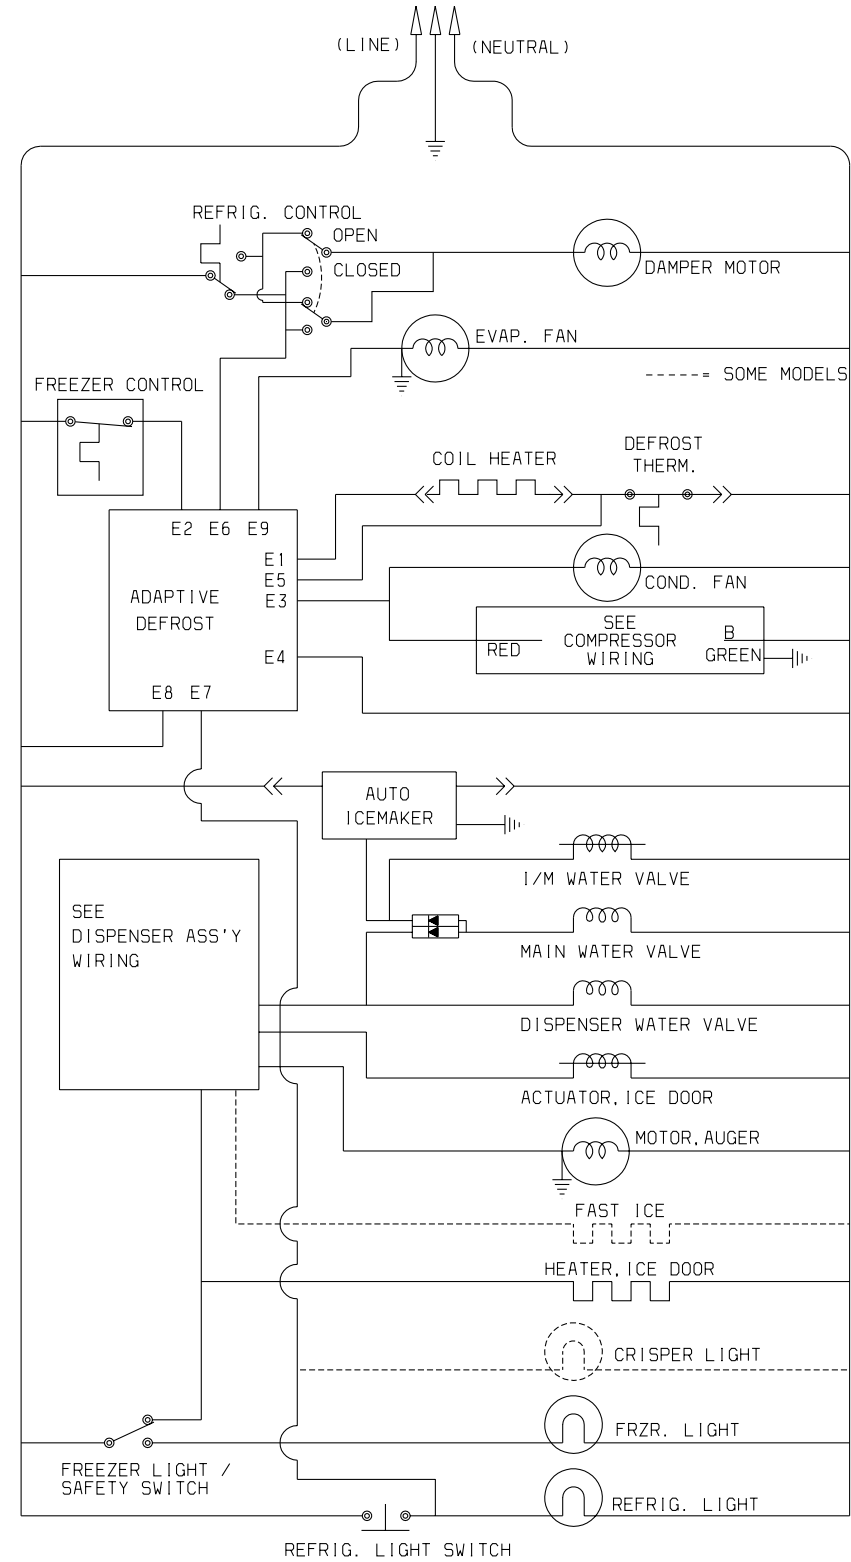 (LINE)
(NEUTRAL)
REFRIG. CONTROL
OPEN
CLOSED
DAMPER MOTOR
EVAP. FAN
-----= SOME MODELS
FREEZER CONTROL
COIL HEATER
DEFROST
THERM.
E2 E6 E9
E1
E5
E3
ADAPTIVE
DEFROST
COND. FAN
SEE
COMPRESSOR
WIRING
RED
B
GREEN
E4
E8 E7
AUTO
ICEMAKER
I/M WATER VALVE
SEE
DISPENSER ASS'Y
WIRING
MAIN WATER VALVE
DISPENSER WATER VALVE
ACTUATOR,ICE DOOR
MOTOR,AUGER
FAST ICE
HEATER,ICE DOOR
CRISPER LIGHT
FRZR. LIGHT
FREEZER LIGHT /
SAFETY SWITCH
REFRIG. LIGHT
REFRIG. LIGHT SWITCH